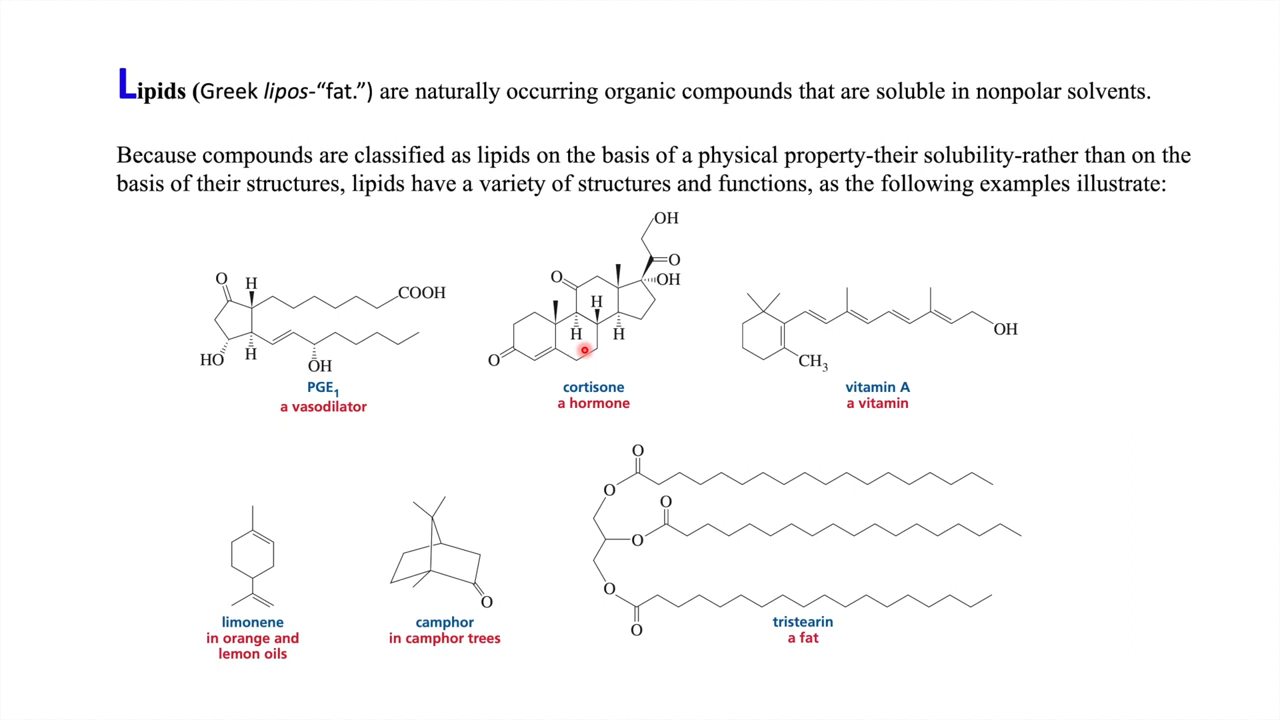 Lipids (Greek lipos-“fat.”) are naturally occurring organic compounds that are soluble in nonpolar solvents.
Because compounds are classified as lipids on the basis of a physical property-their solubility-rather than on the
basis of their structures, lipids have a variety of structures and functions, as the following examples illustrate:
O H COOH
HO H OH
PGE₁
a vasodilator
OH
O
O OH
H
H H
O
cortisone
a hormone
OH
CH₃
vitamin A
a vitamin
limonene
in orange and
lemon oils
O
camphor
in camphor trees
O
O
O
O
O
O
tristearin
a fat